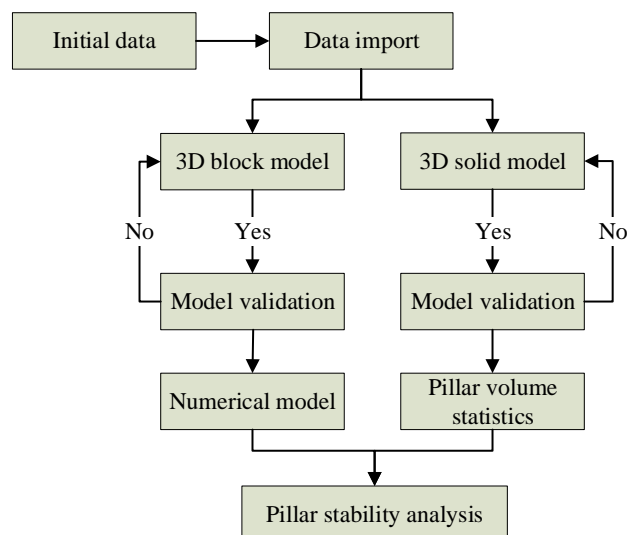 Initial data
Data import
3D block model
3D solid model
No
Yes
Yes
No
Model validation
Model validation
Numerical model
Pillar volume
statistics
Pillar stability analysis